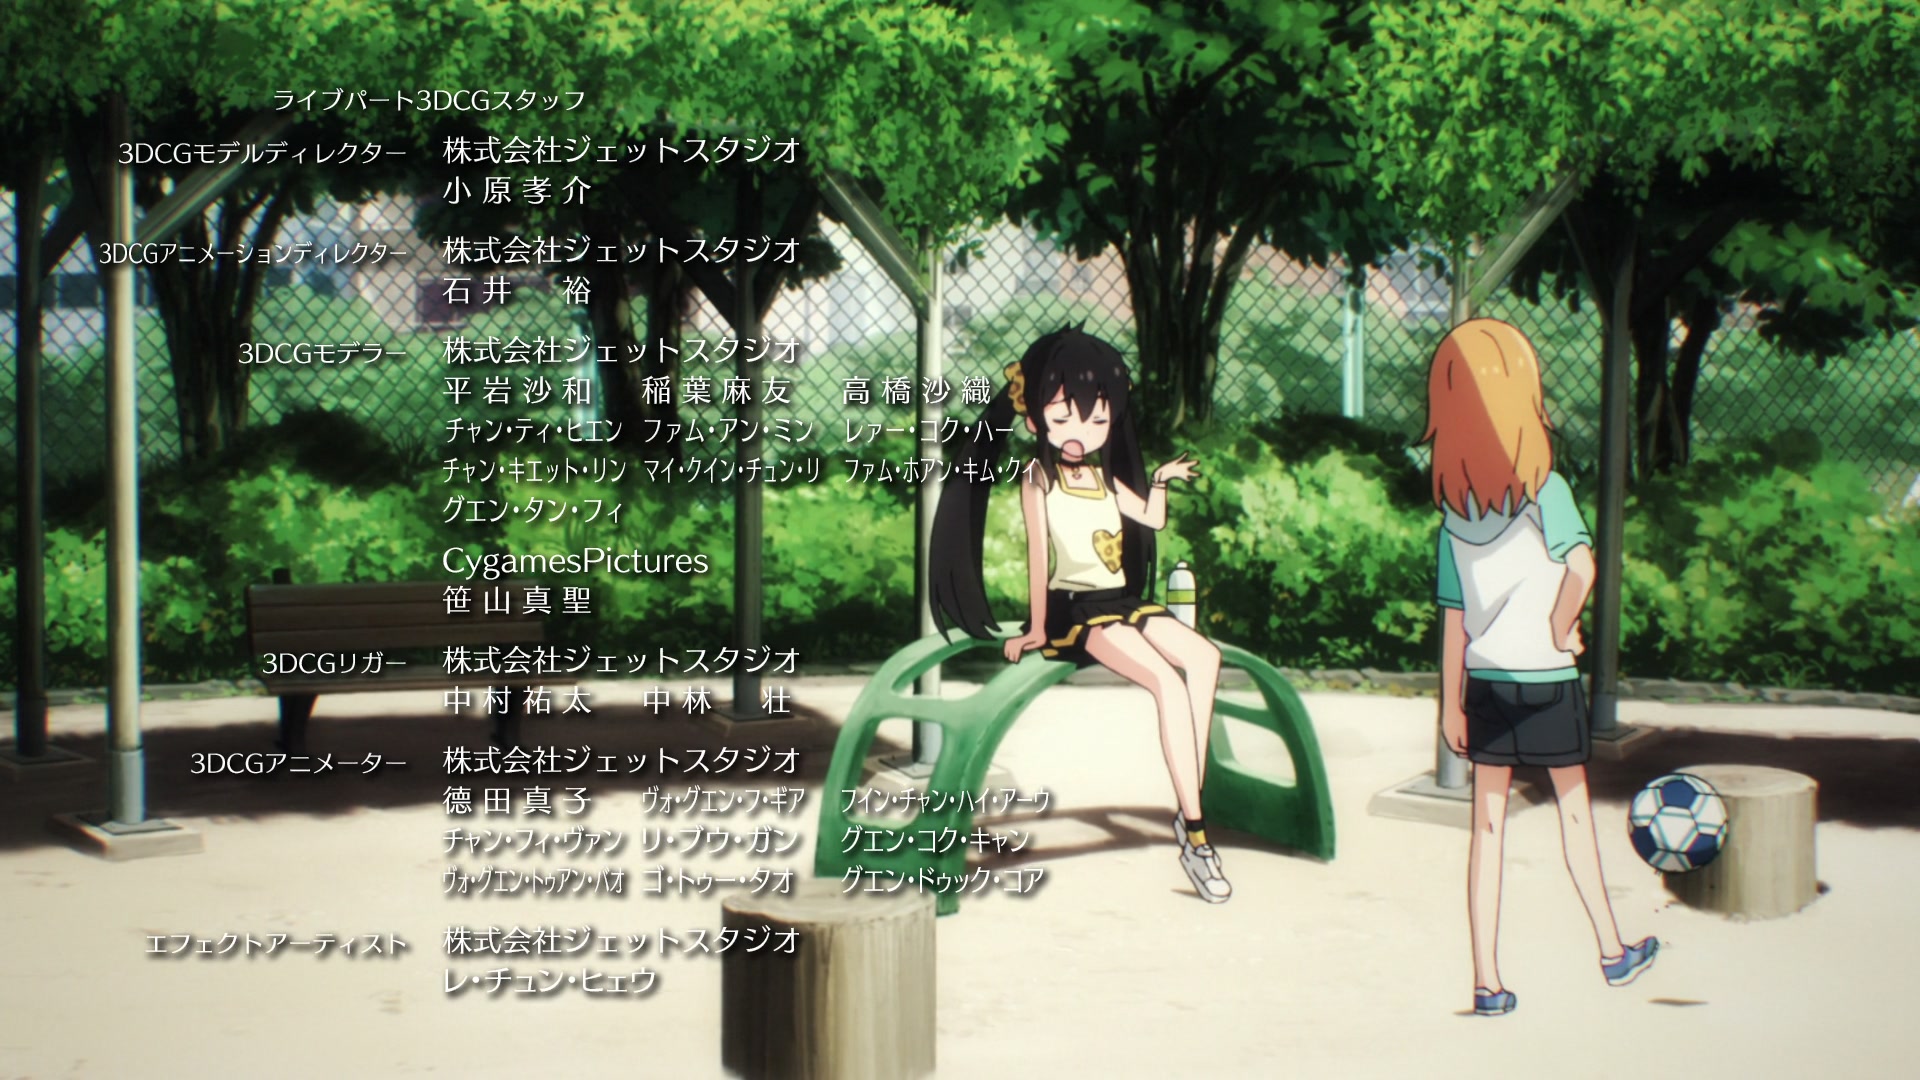 ライブパート3DCGスタッフ
3DCGモデルディレクター 株式会社ジェットスタジオ
小原孝介
3DCGアニメーションディレクター 株式会社ジェットスタジオ
石井 裕
3DCGモデラー 株式会社ジェットスタジオ
平岩沙和 稲葉麻友 高橋沙織
チャン・ティ・ヒエン ファム・アン・ミン レァー・コク・ハー
チャン・キエット・リン マイ・クイン・チュン・リ ファム・ホアン・キム・クイ
グエン・タン・フィ
CygamesPictures
笹山真聖
3DCGリガー 株式会社ジェットスタジオ
中村祐太 中林 壮
3DCGアニメーター 株式会社ジェットスタジオ
徳田真子 ヴォ・グエン・フ・ギア フイン・チャン・ハイ・アーウ
チャン・フィ・ヴァン リ・ブウ・ガン グエン・コク・キャン
ヴォ・グエン・トゥアン・バオ ゴ・トゥー・タオ グエン・ドゥック・コア
エフェクトアーティスト 株式会社ジェットスタジオ
レ・チュン・ヒェウ